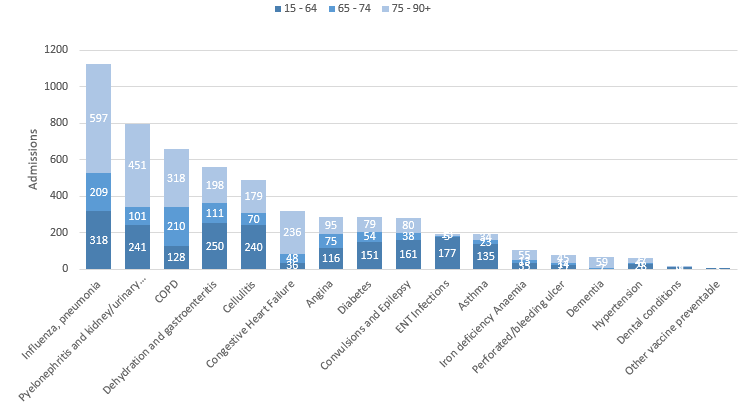 15 - 64 65 - 74 75 - 90+
Admissions
1200
1000
800
600
400
200
0
597 209 318
451 101 241
318 210 128
198 111 250
179 70 240
236 48 36
95 75 116
79 54 151
80 38 161
177
34 23 135
55
45
59
Influenza, pneumonia
Pyelonephritis and kidney/urinary...
COPD
Dehydration and gastroenteritis
Cellulitis
Congestive Heart Failure
Angina
Diabetes
Convulsions and Epilepsy
ENT Infections
Asthma
Iron deficiency Anaemia
Perforated/bleeding ulcer
Dementia
Hypertension
Dental conditions
Other vaccine preventable